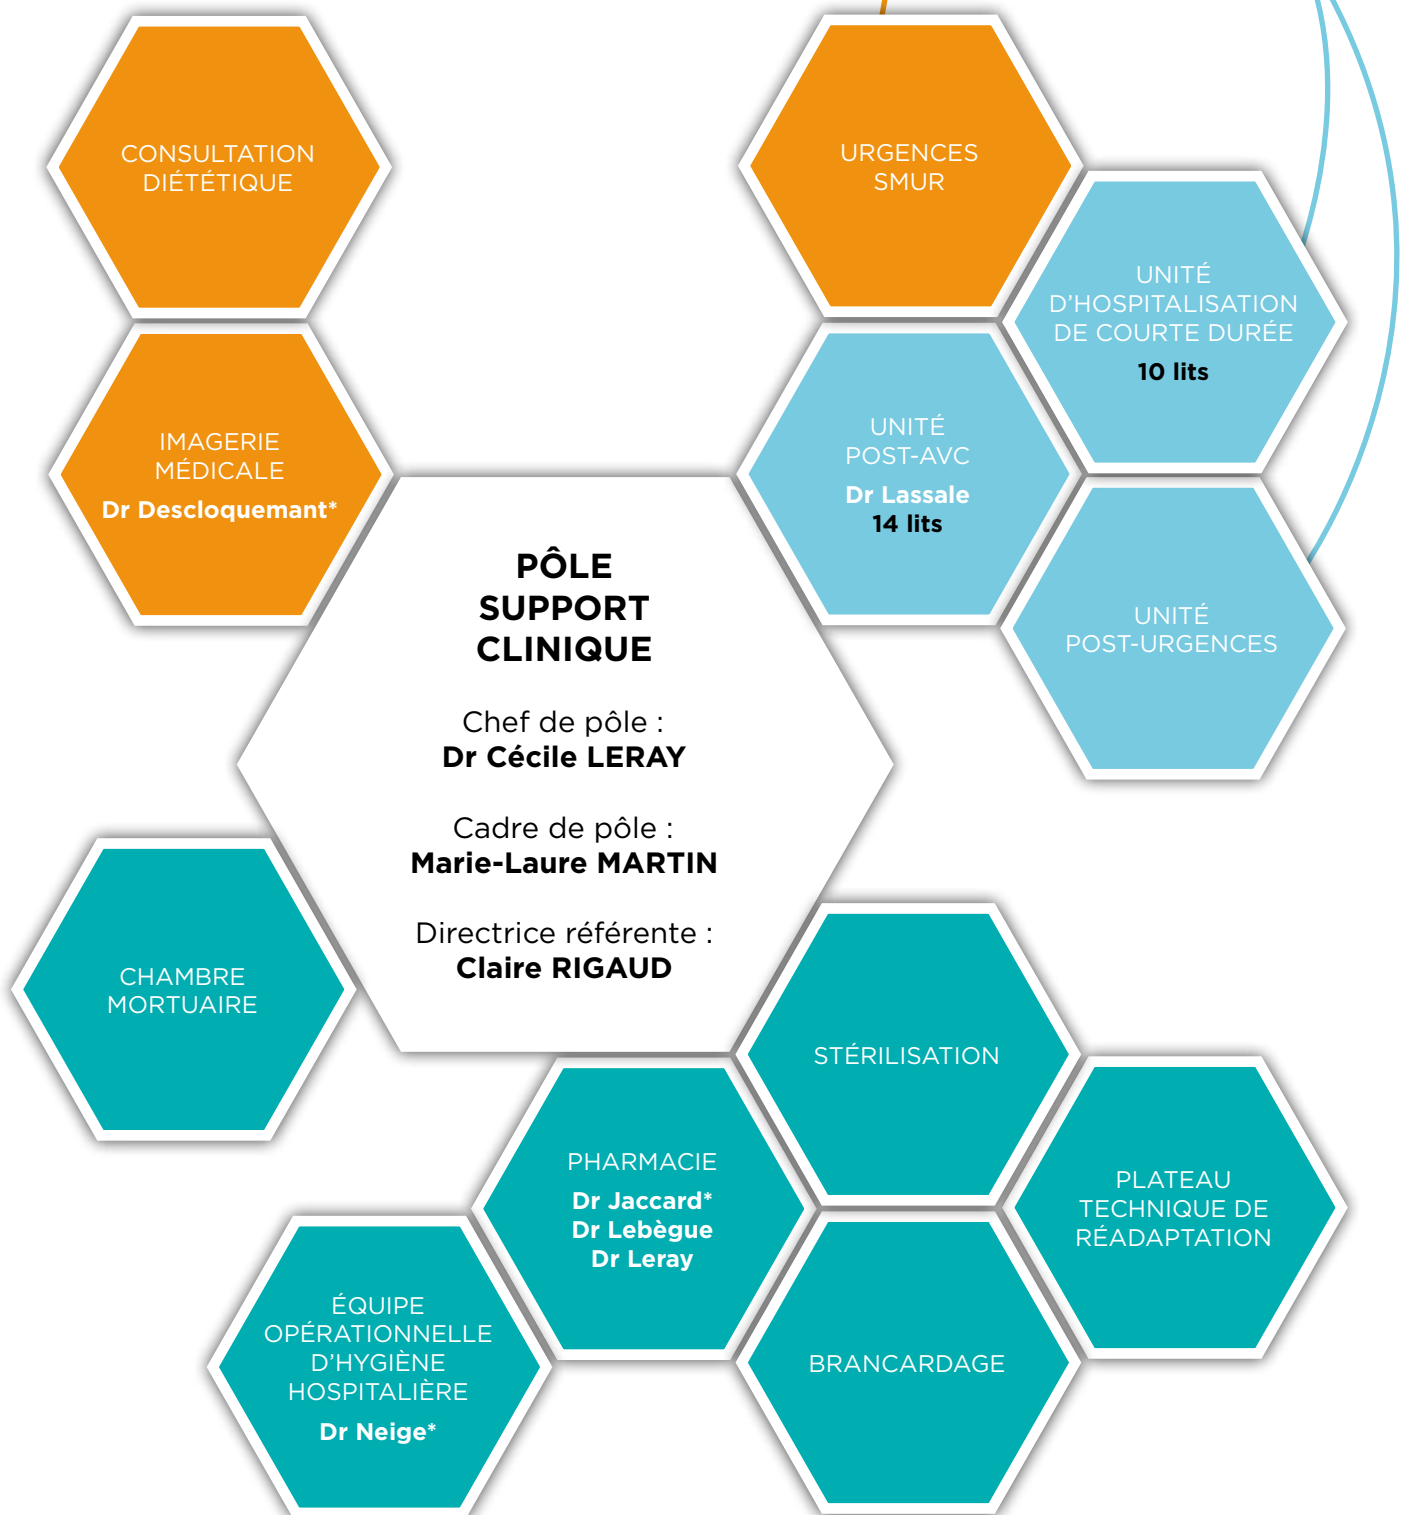 CONSULTATION
DIÉTÉTIQUE
URGENCES
SMUR
UNITÉ
D'HOSPITALISATION
DE COURTE DURÉE
10 lits
IMAGERIE
MÉDICALE
Dr Descloquemant*
UNITÉ
POST-AVC
Dr Lassale
14 lits
UNITÉ
POST-URGENCES
PÔLE
SUPPORT
CLINIQUE
Chef de pôle :
Dr Cécile LERAY
Cadre de pôle :
Marie-Laure MARTIN
Directrice référente :
Claire RIGAUD
CHAMBRE
MORTUAIRE
STÉRILISATION
PHARMACIE
Dr Jaccard*
Dr Lebègue
Dr Leray
PLATEAU
TECHNIQUE DE
RÉADAPTATION
ÉQUIPE
OPÉRATIONNELLE
D'HYGIÈNE
HOSPITALIÈRE
Dr Neige*
BRANCARDAGE